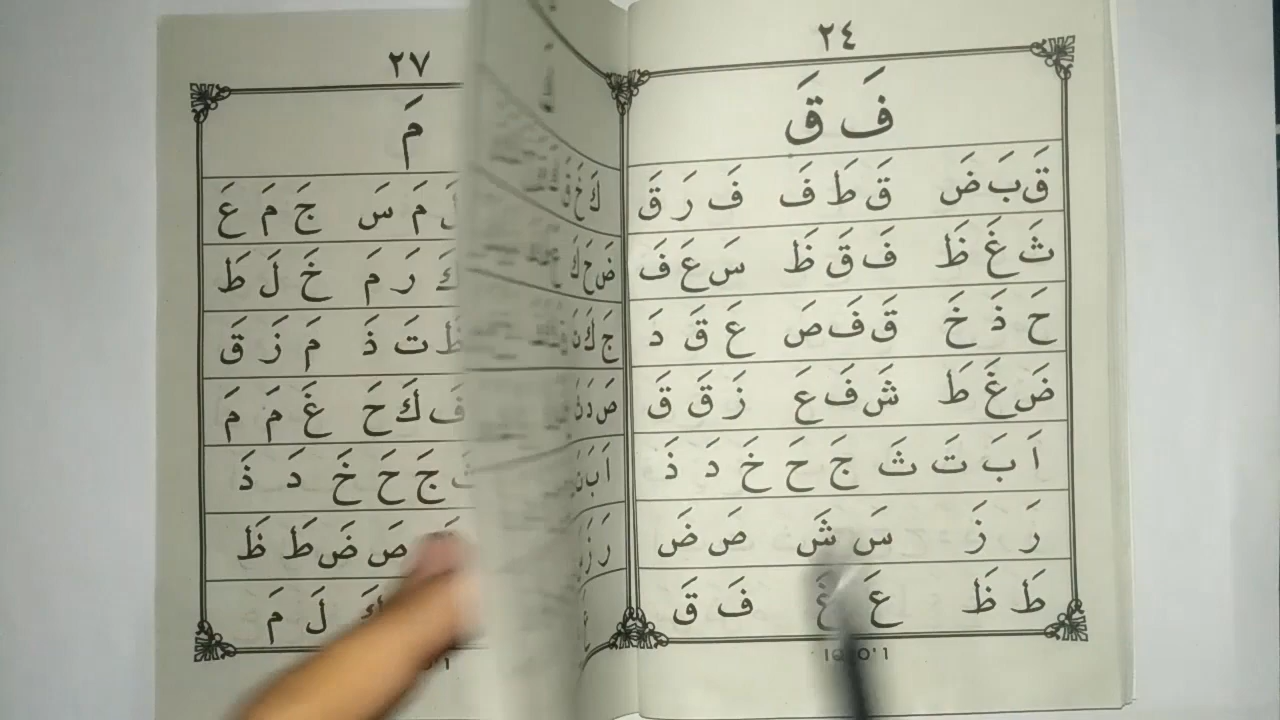 ٢٤
فَ قَ
قَ بَ ضَ قَ طَ فَ فَ رَ قَ
ثَ غَ ظَ فَ قَ ظَ سَ عَ فَ
حَ ذَ خَ قَ فَ صَ عَ قَ دَ
ضَ غَ طَ شَ فَ عَ زَ قَ قَ
اَ بَ تَ ثَ جَ حَ خَ دَ ذَ
رَ زَ سَ شَ صَ ضَ
طَ ظَ عَ غَ فَ قَ
كَ خَ
ضَ حَ كَ
جَ كَ
صَ دَ
اَ بَ
رَ زَ
٢٧
مَ
مَ سَ جَ مَ عَ
كَ رَ مَ خَ لَ طَ
ظَ تَ ذَ مَ زَ قَ
فَ كَ حَ غَ مَ مَ
جَ حَ خَ دَ ذَ
صَ ضَ طَ ظَ
كَ لَ مَ